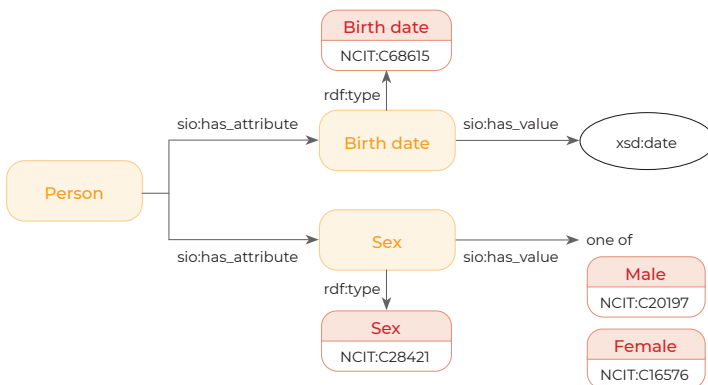 Birth date
NCIT:C68615
rdf:type
sio:has_attribute
Birth date
sio:has_value
xsd:date
Person
sio:has_attribute
Sex
sio:has_value
one of
rdf:type
Male
NCIT:C20197
Sex
NCIT:C28421
Female
NCIT:C16576